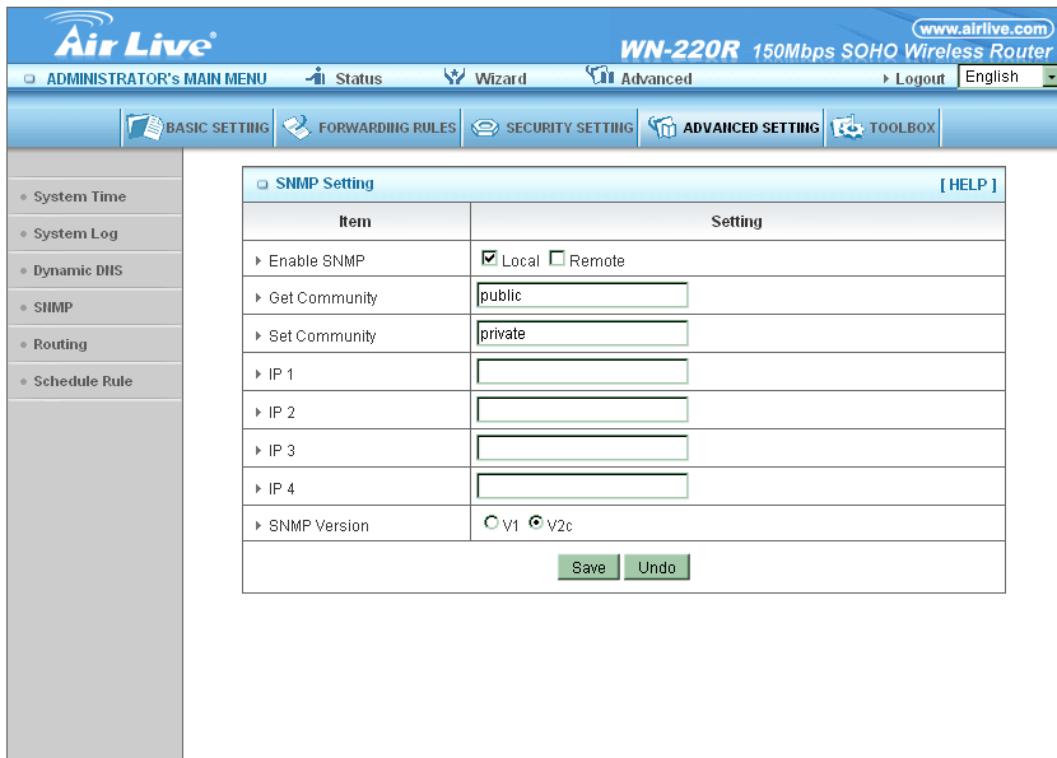 Air Live®
www.airlive.com
WN-220R 150Mbps SOHO Wireless Router
ADMINISTRATOR's MAIN MENU Status Wizard Advanced Logout English
BASIC SETTING FORWARDING RULES SECURITY SETTING ADVANCED SETTING TOOLBOX
System Time
System Log
Dynamic DNS
SNMP
Routing
Schedule Rule
SNMP Setting [ HELP ]
Item Setting
Enable SNMP Local Remote
Get Community public
Set Community private
IP 1
IP 2
IP 3
IP 4
SNMP Version V1 V2c
Save Undo